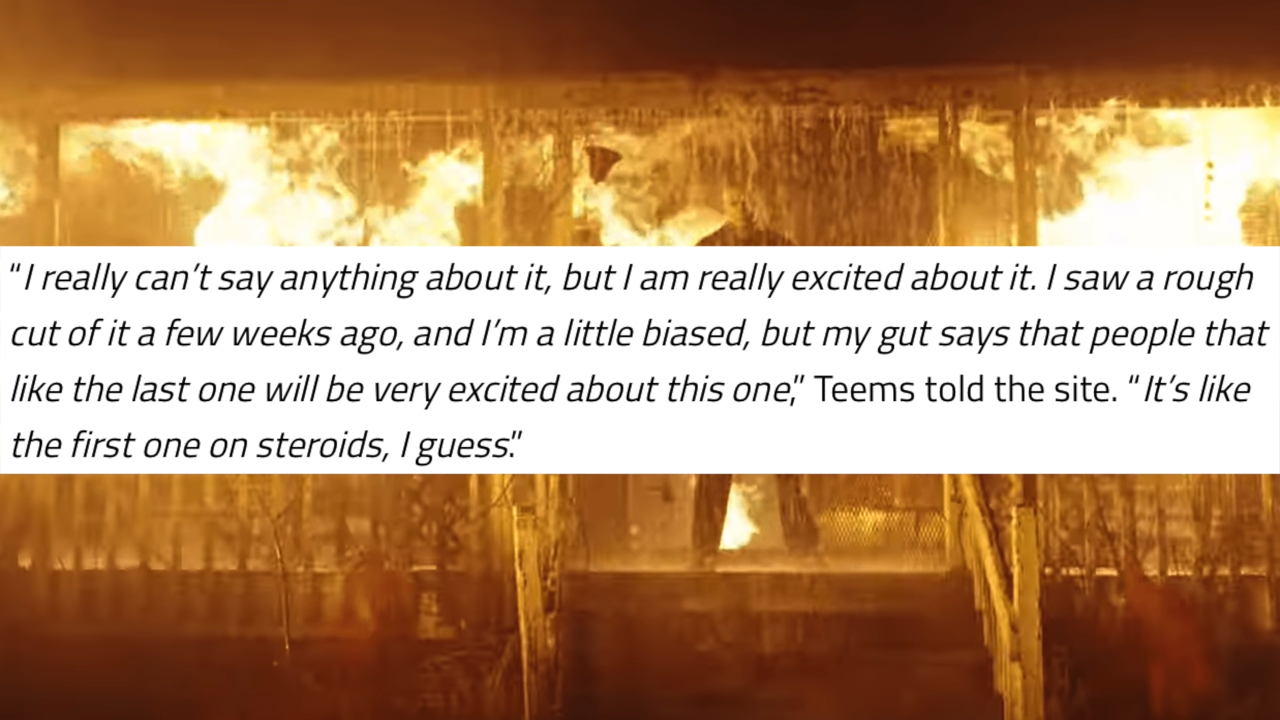 “I really can’t say anything about it, but I am really excited about it. I saw a rough
cut of it a few weeks ago, and I’m a little biased, but my gut says that people that
like the last one will be very excited about this one,” Teems told the site. “It’s like
the first one on steroids, I guess.”